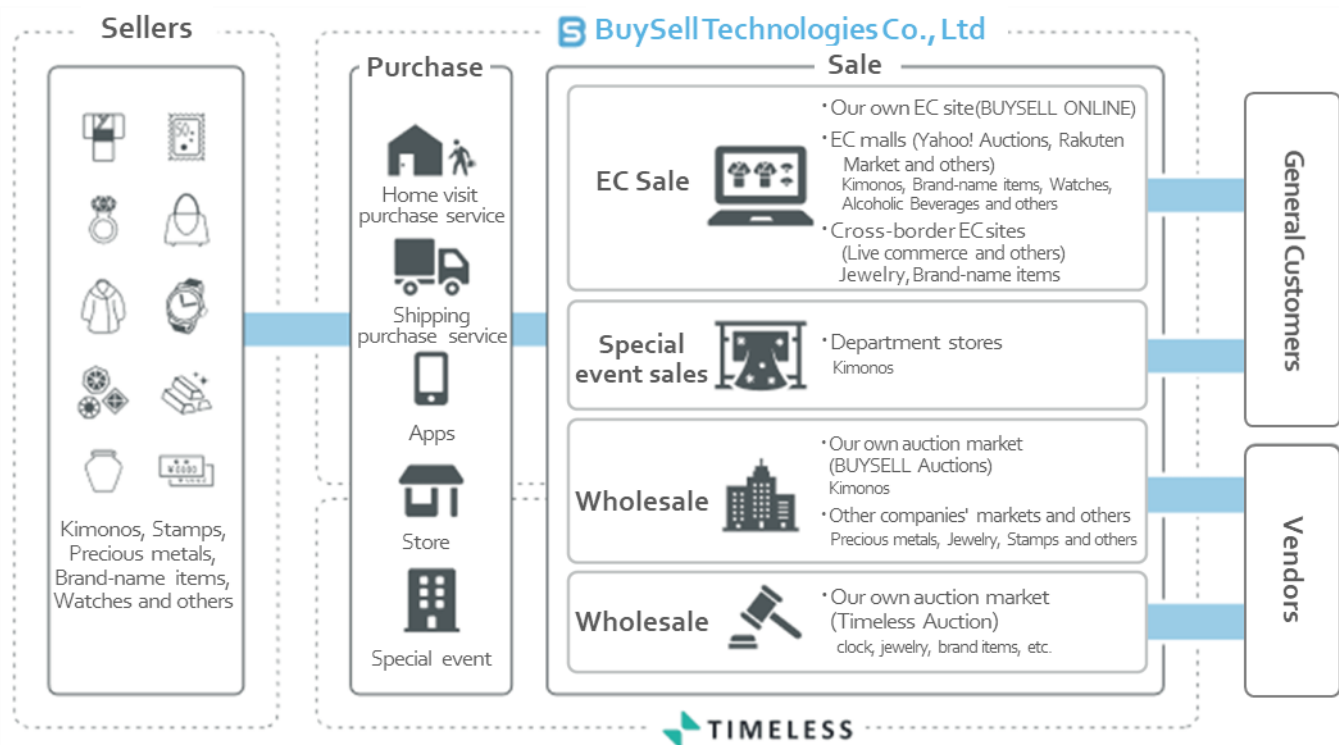 Sellers
Kimonos, Stamps,
Precious metals,
Brand-name items,
Watches and others
BuySell Technologies Co., Ltd
Purchase
Home visit
purchase service
Shipping
purchase service
Apps
Store
Special event
Sale
EC Sale
・Our own EC site(BUYSELL ONLINE)
・EC malls (Yahoo! Auctions, Rakuten
Market and others)
Kimonos, Brand-name items, Watches,
Alcoholic Beverages and others
・Cross-border EC sites
(Live commerce and others)
Jewelry, Brand-name items
Special
event sales
・Department stores
Kimonos
Wholesale
・Our own auction market
(BUYSELL Auctions)
Kimonos
・Other companies' markets and others
Precious metals, Jewelry, Stamps and others
Wholesale
・Our own auction market
(Timeless Auction)
clock, jewelry, brand items, etc.
General Customers
Vendors
TIMELESS